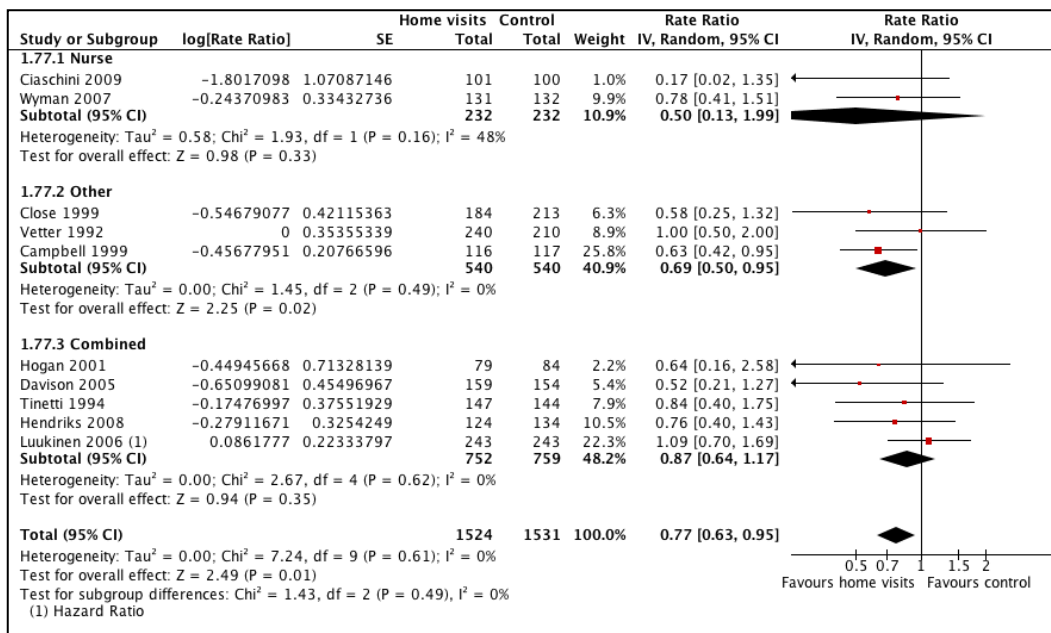 Home visits Control Rate Ratio Rate Ratio
Study or Subgroup log[Rate Ratio] SE Total Total Weight IV, Random, 95% CI IV, Random, 95% CI
1.77.1 Nurse
Ciaschini 2009 -1.8017098 1.07087146 101 100 1.0% 0.17 [0.02, 1.35]
Wyman 2007 -0.24370983 0.33432736 131 132 9.9% 0.78 [0.41, 1.51]
Subtotal (95% CI) 232 232 10.9% 0.50 [0.13, 1.99]
Heterogeneity: Tau² = 0.58; Chi² = 1.93, df = 1 (P = 0.16); I² = 48%
Test for overall effect: Z = 0.98 (P = 0.33)
1.77.2 Other
Close 1999 -0.54679077 0.42115363 184 213 6.3% 0.58 [0.25, 1.32]
Vetter 1992 0 0.35355339 240 210 8.9% 1.00 [0.50, 2.00]
Campbell 1999 -0.45677951 0.20766596 116 117 25.8% 0.63 [0.42, 0.95]
Subtotal (95% CI) 540 540 40.9% 0.69 [0.50, 0.95]
Heterogeneity: Tau² = 0.00; Chi² = 1.45, df = 2 (P = 0.49); I² = 0%
Test for overall effect: Z = 2.25 (P = 0.02)
1.77.3 Combined
Hogan 2001 -0.44945668 0.71328139 79 84 2.2% 0.64 [0.16, 2.58]
Davison 2005 -0.65099081 0.45496967 159 154 5.4% 0.52 [0.21, 1.27]
Tinetti 1994 -0.17476997 0.37551929 147 144 7.9% 0.84 [0.40, 1.75]
Hendriks 2008 -0.27911671 0.3254249 124 134 10.5% 0.76 [0.40, 1.43]
Luukinen 2006 (1) 0.0861777 0.22333797 243 243 22.3% 1.09 [0.70, 1.69]
Subtotal (95% CI) 752 759 48.2% 0.87 [0.64, 1.17]
Heterogeneity: Tau² = 0.00; Chi² = 2.67, df = 4 (P = 0.62); I² = 0%
Test for overall effect: Z = 0.94 (P = 0.35)
Total (95% CI) 1524 1531 100.0% 0.77 [0.63, 0.95]
Heterogeneity: Tau² = 0.00; Chi² = 7.24, df = 9 (P = 0.61); I² = 0%
Test for overall effect: Z = 2.49 (P = 0.01)
Test for subgroup differences: Chi² = 1.43, df = 2 (P = 0.49), I² = 0%
(1) Hazard Ratio
0.5 0.7 1 1.5 2
Favours home visits Favours control